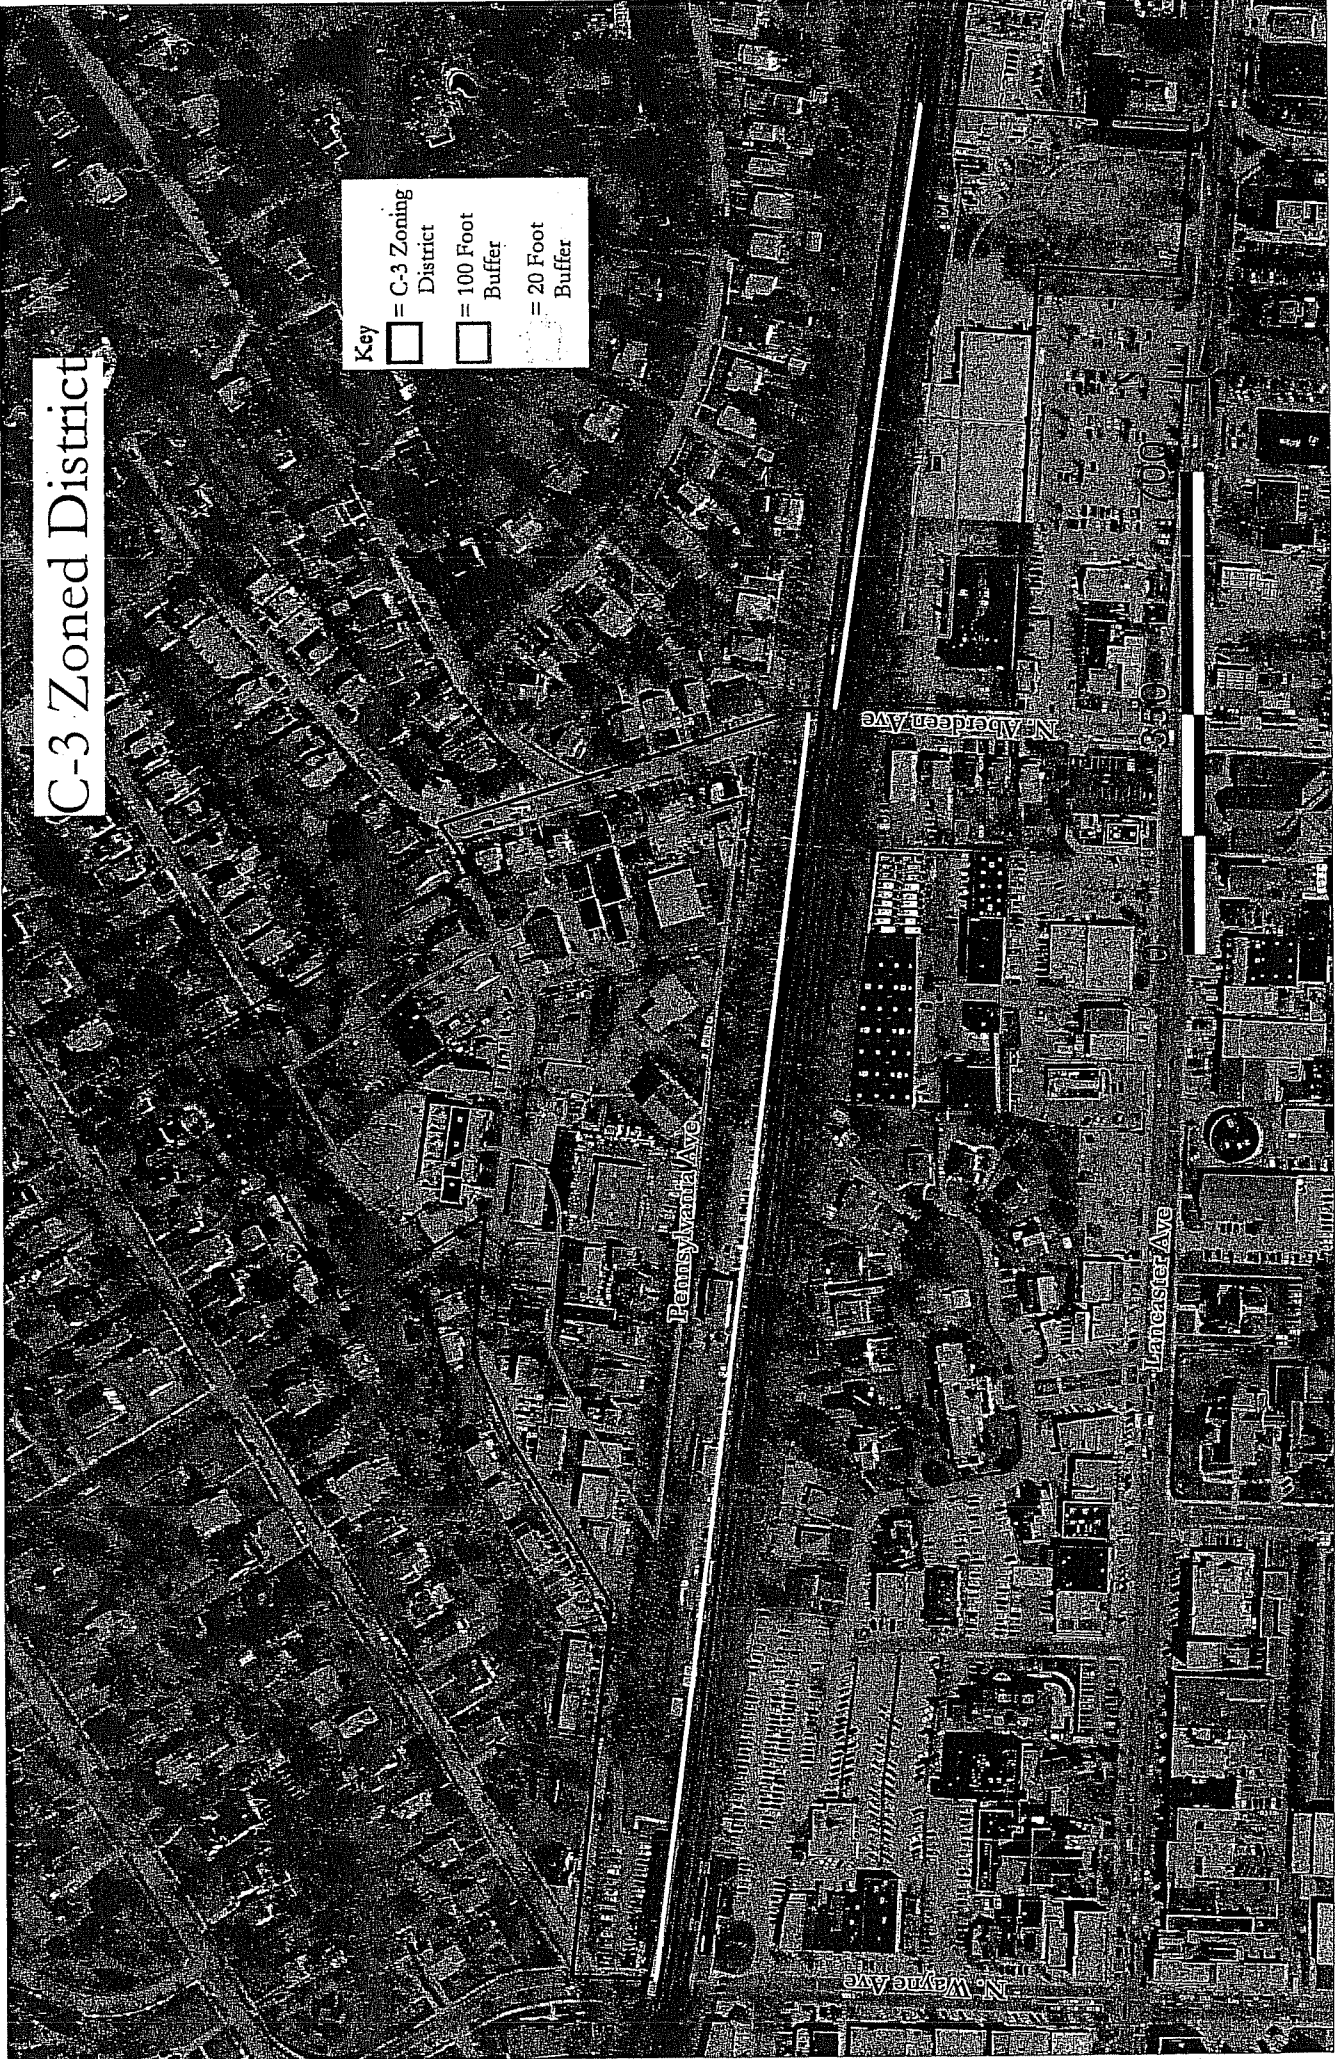 C-3 Zoned District
Key
= C-3 Zoning
District
= 100 Foot
Buffer
= 20 Foot
Buffer
Pennsylvania Ave
N. Aberdeen Ave
N. Wayne Ave
Lancaster Ave
0
350
700